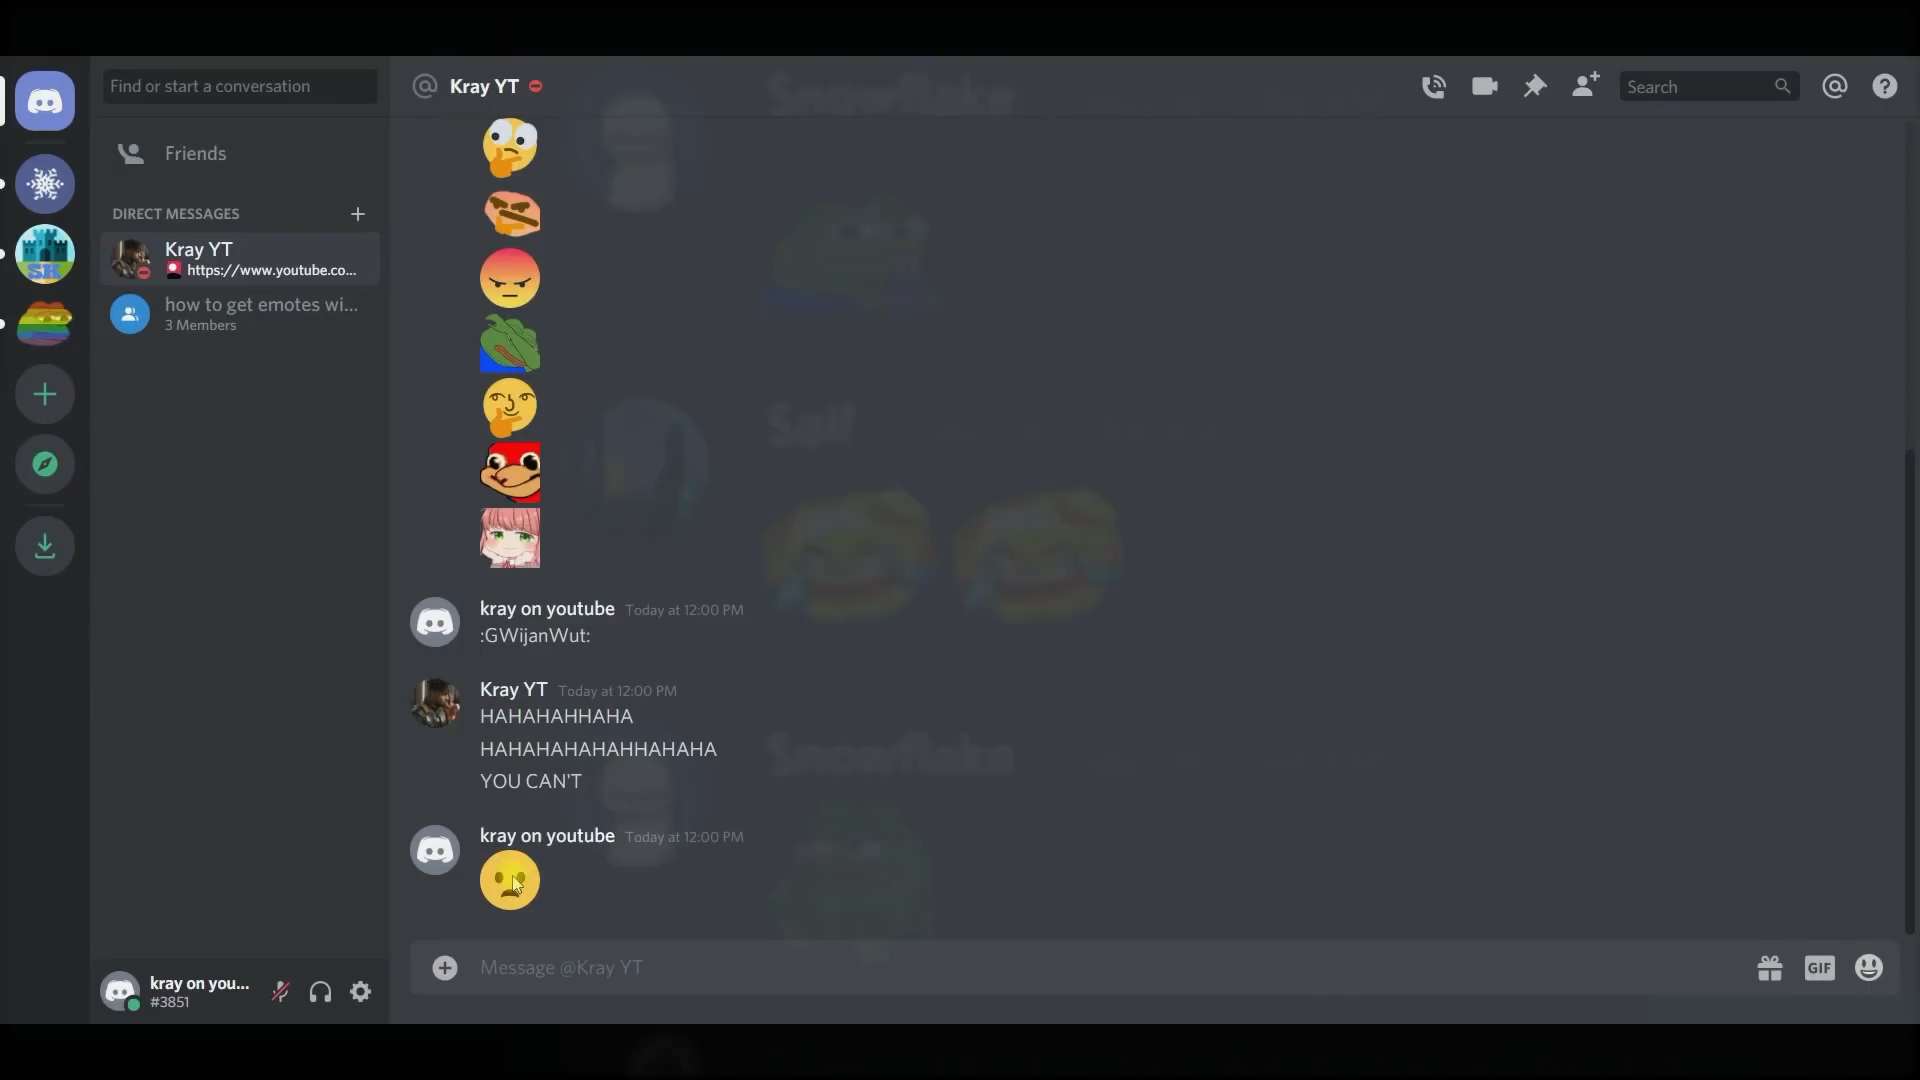 Find or start a conversation
Friends
DIRECT MESSAGES
Kray YT
https://www.youtube.co...
how to get emotes wi...
3 Members
SK
kray on you...
#3851
Kray YT
Search
Snowflake
Saif
kray on youtube Today at 12:00 PM
:GWijanWut:
Kray YT Today at 12:00 PM
HAHAHAHHAHA
HAHAHAHAHAHHAHAHA
YOU CAN'T
Snowflake
kray on youtube Today at 12:00 PM
Message @Kray YT
GIF